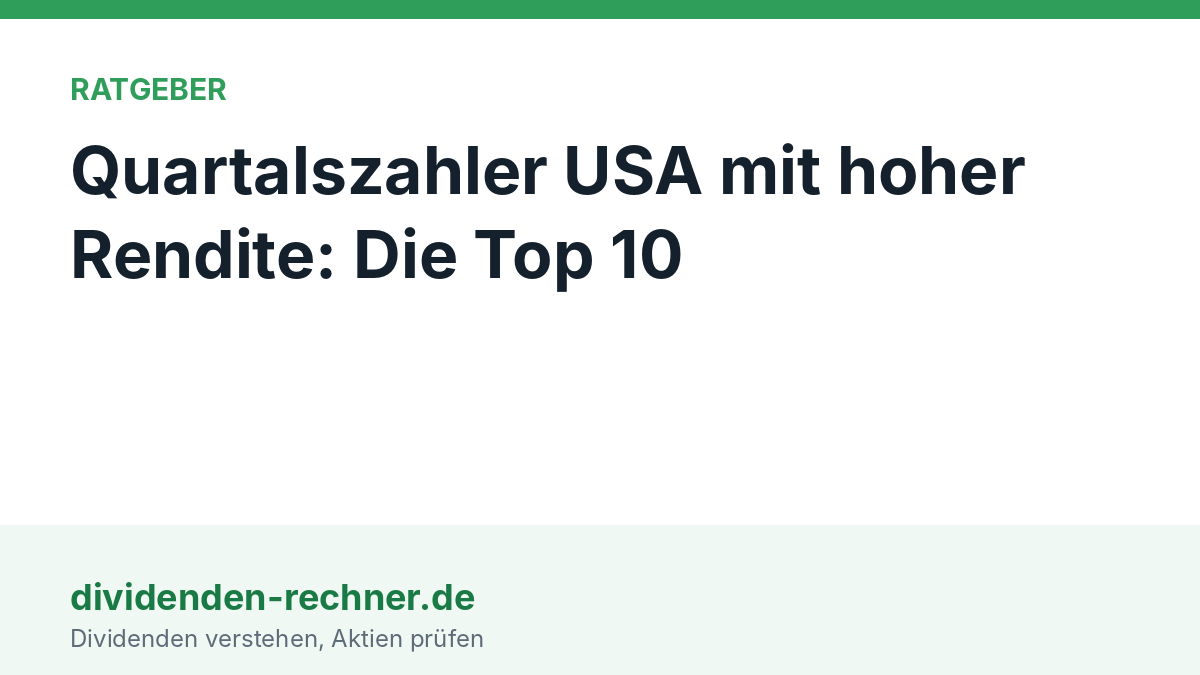 RATGEBER
Quartalszahler USA mit hoher
Rendite: Die Top 10
dividenden-rechner.de
Dividenden verstehen, Aktien prüfen